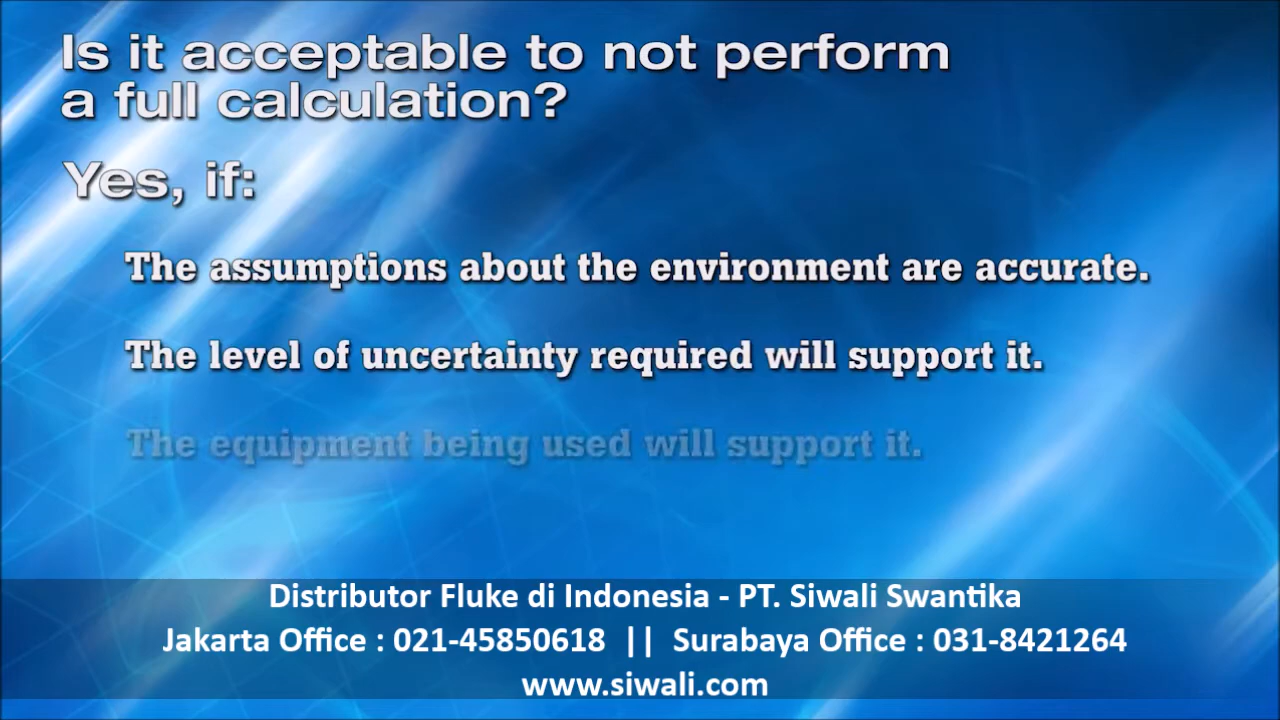 Is it acceptable to not perform
a full calculation?
Yes, if:
The assumptions about the environment are accurate.
The level of uncertainty required will support it.
The equipment being used will support it.
Distributor Fluke di Indonesia - PT. Siwali Swantika
Jakarta Office : 021-45850618 || Surabaya Office : 031-8421264
www.siwali.com